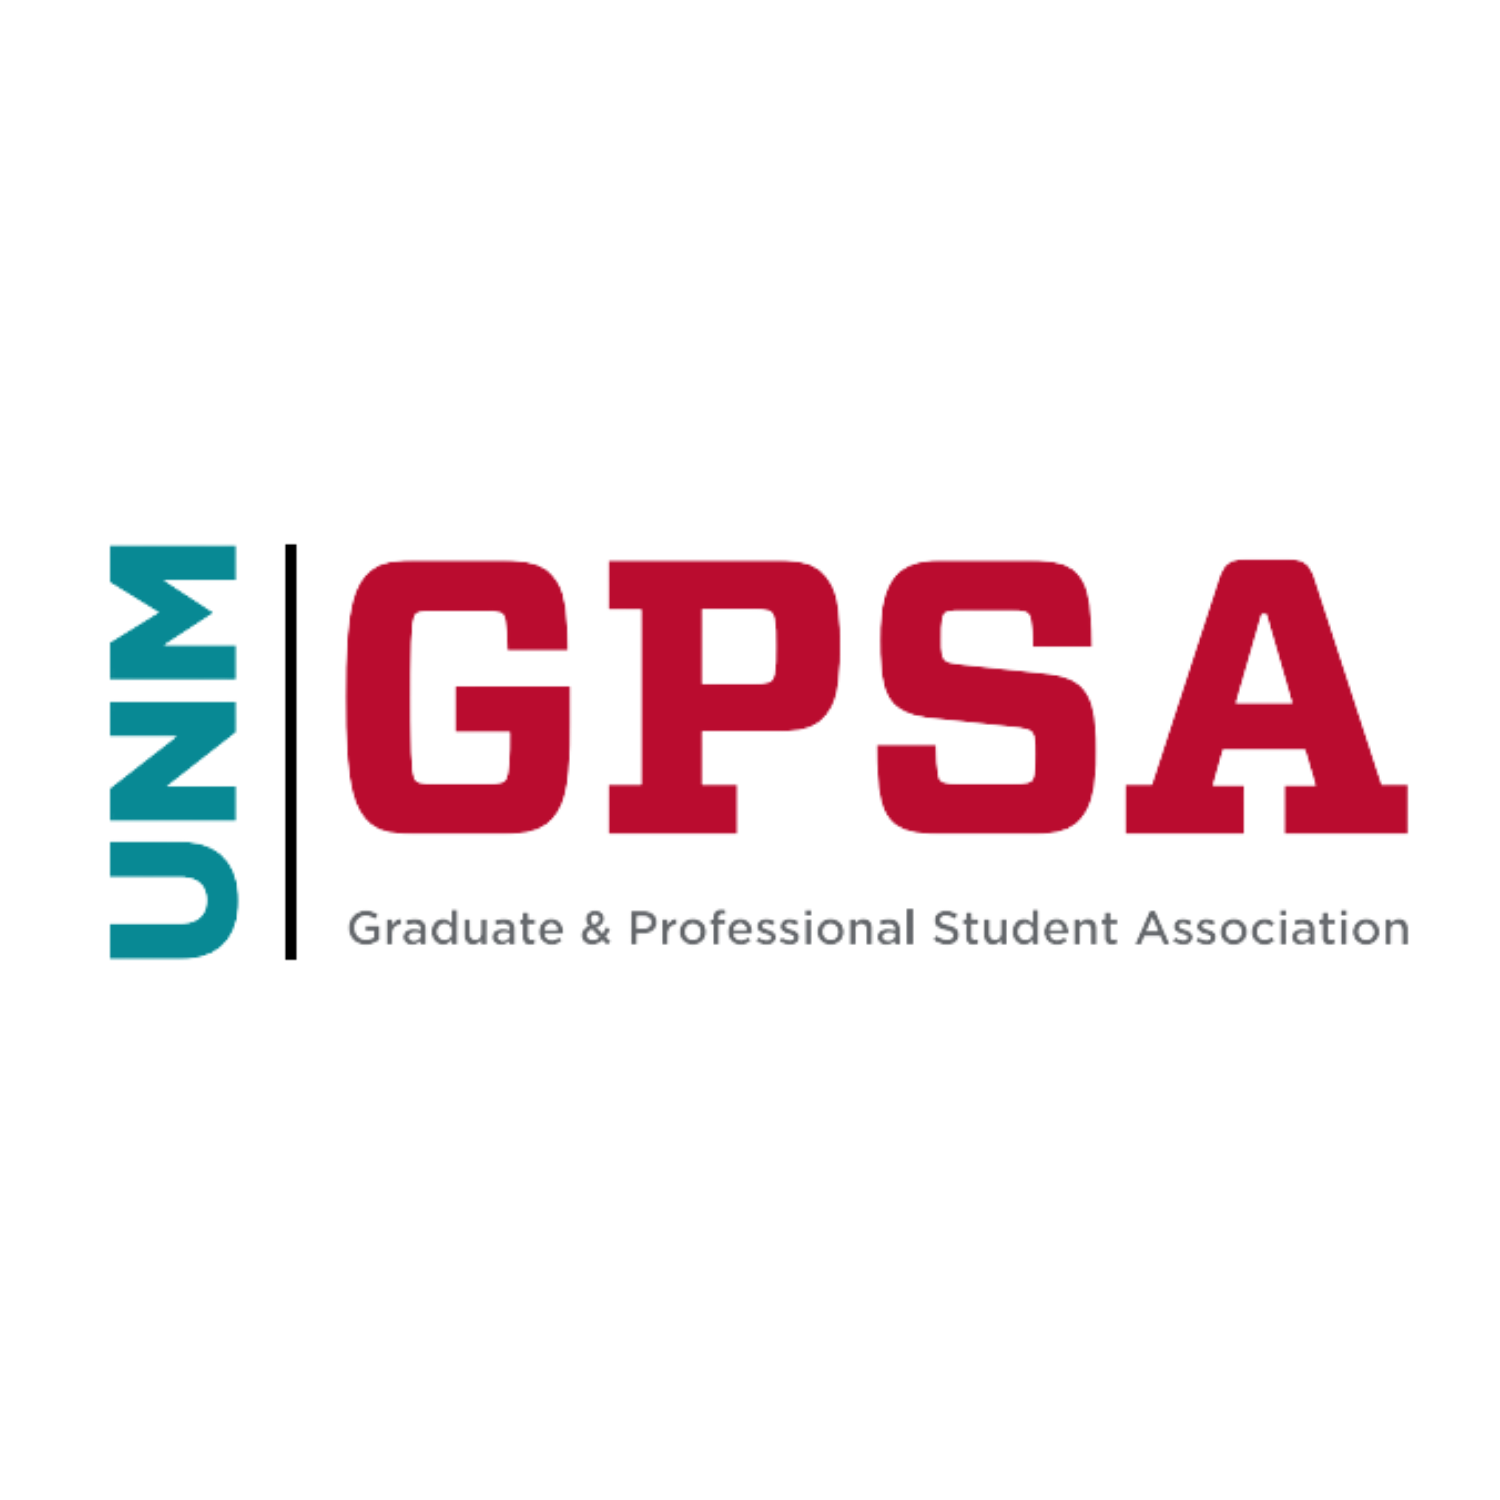 UNM
GPSA
Graduate & Professional Student Association